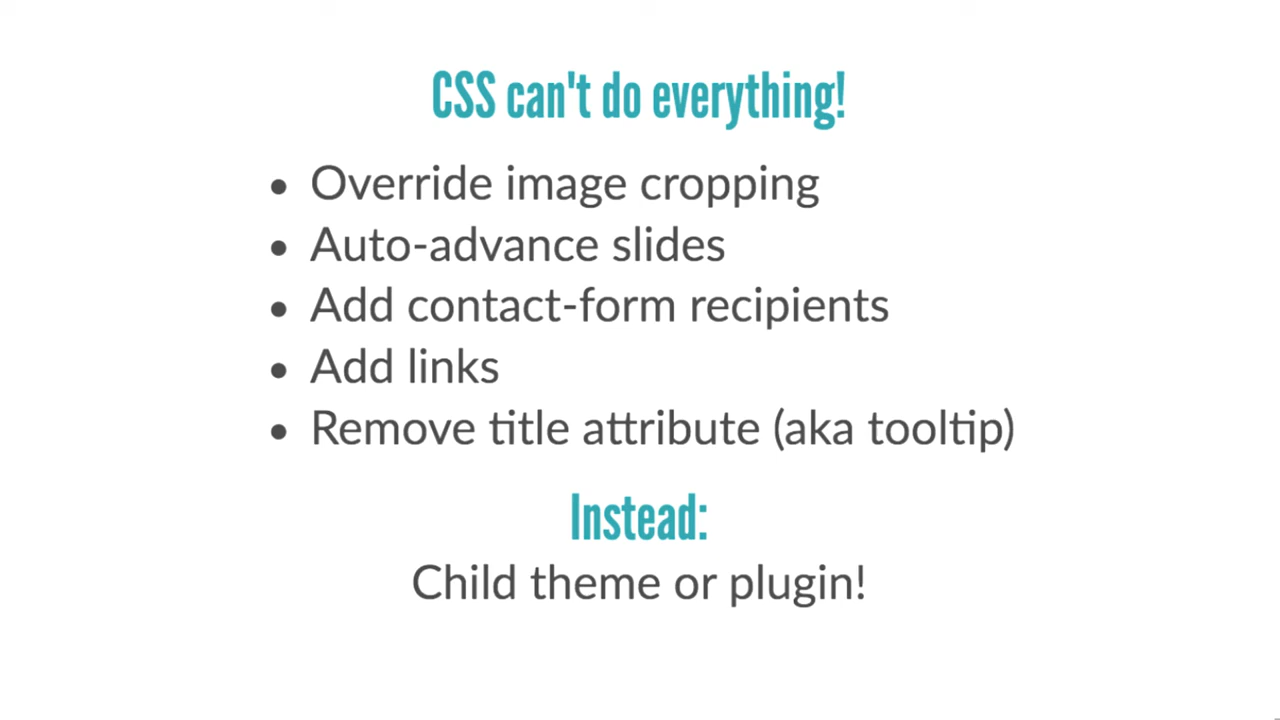 CSS can't do everything!
• Override image cropping
• Auto-advance slides
• Add contact-form recipients
• Add links
• Remove title attribute (aka tooltip)
Instead:
Child theme or plugin!